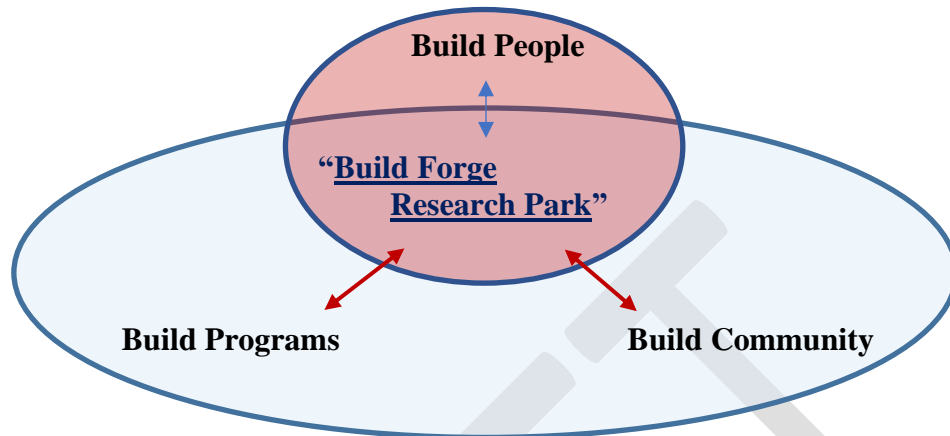 Build People
“Build Forge
Research Park”
Build Programs
Build Community